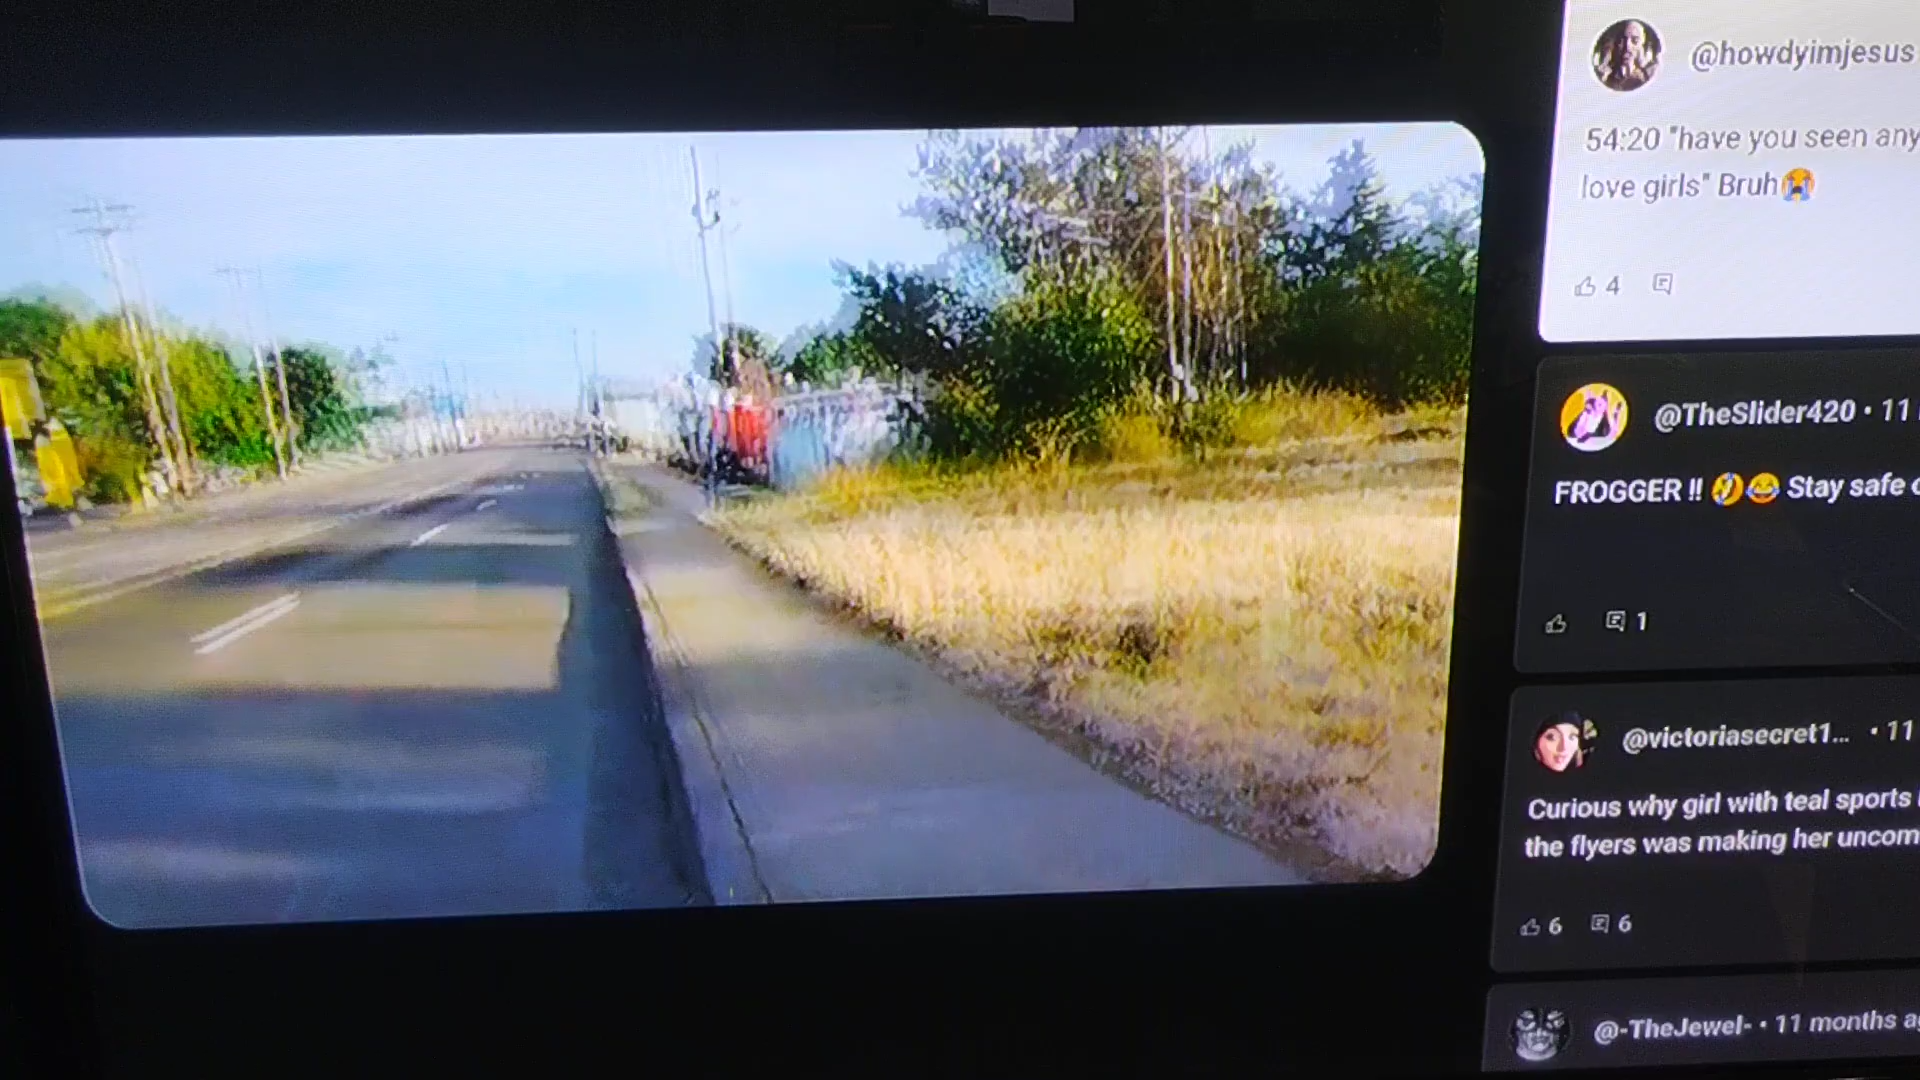 @howdyimjesus
54:20 "have you seen any
love girls" Bruh😭
4
@TheSlider420 • 11
FROGGER !! 🤣😂 Stay safe
1
@victoriasecret1... • 11
Curious why girl with teal sports
the flyers was making her
6 6
@-TheJewel- • 11 months